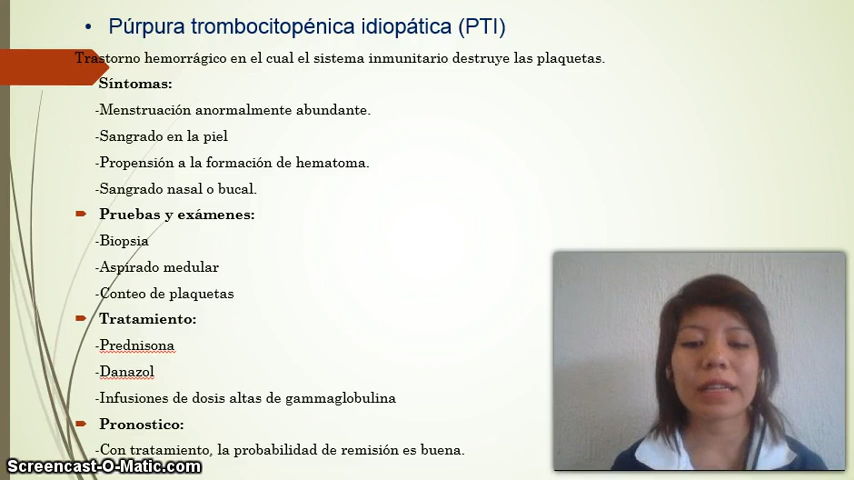 • Púrpura trombocitopénica idiopática (PTI)
Trastorno hemorrágico en el cual el sistema inmunitario destruye las plaquetas.
Síntomas:
-Menstruación anormalmente abundante.
-Sangrado en la piel
-Propensión a la formación de hematoma.
-Sangrado nasal o bucal.
Pruebas y exámenes:
-Biopsia
-Aspirado medular
-Conteo de plaquetas
Tratamiento:
-Prednisona
-Danazol
-Infusiones de dosis altas de gammaglobulina
Pronostico:
-Con tratamiento, la probabilidad de remisión es buena.
Screencast-O-Matic.com